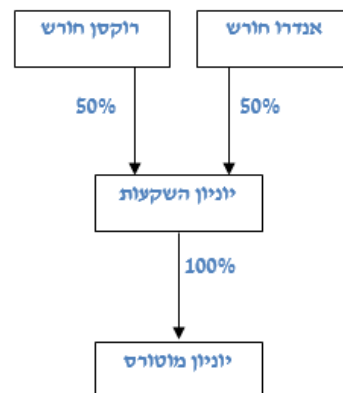 אנדרו חורש
רוקסן חורש
50%
50%
יוניון השקעות
100%
יוניון מוטורס